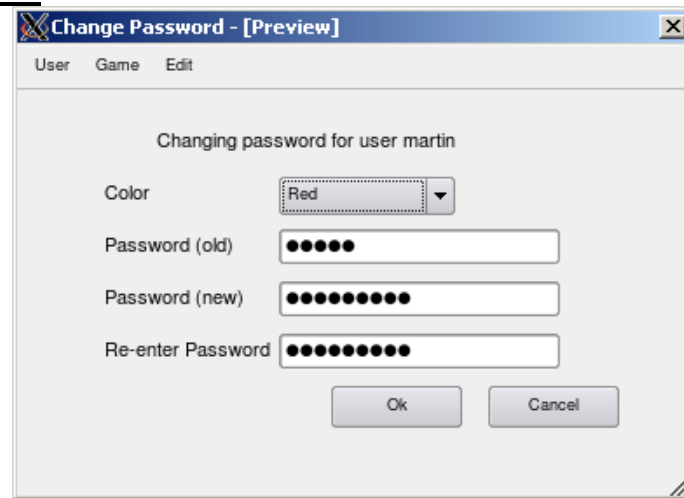 Change Password - [Preview]
User Game Edit
Changing password for user martin
Color Red
Password (old) ●●●●●
Password (new) ●●●●●●●●●
Re-enter Password ●●●●●●●●●
Ok Cancel